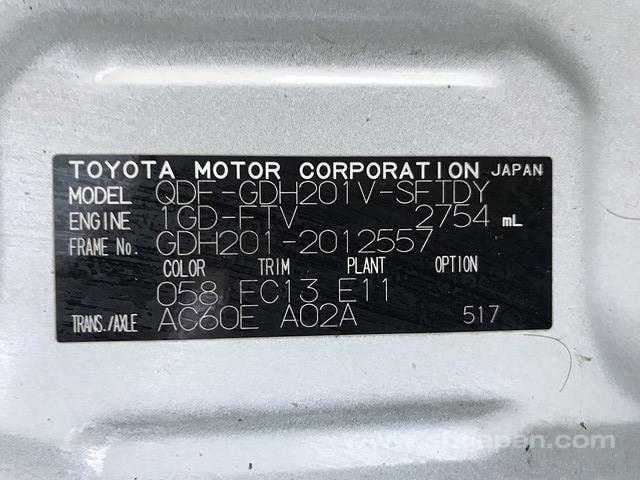 TOYOTA MOTOR CORPORATION JAPAN
MODEL QDF-GDH201V-SFTDY
ENGINE 1GD-FTV 2754 mL
FRAME No. GDH201-2012557
COLOR TRIM PLANT OPTION
058 FC13 E11
TRANS./AXLE AC60E A02A 517